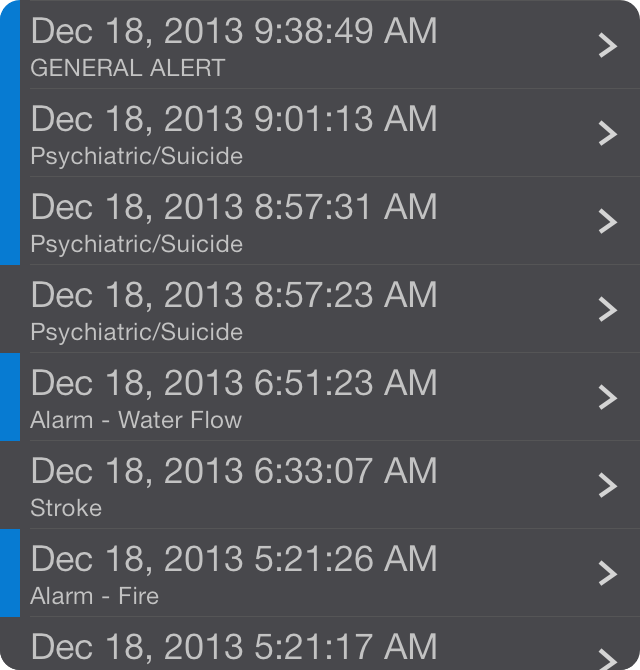 Dec 18, 2013 9:38:49 AM
GENERAL ALERT
Dec 18, 2013 9:01:13 AM
Psychiatric/Suicide
Dec 18, 2013 8:57:31 AM
Psychiatric/Suicide
Dec 18, 2013 8:57:23 AM
Psychiatric/Suicide
Dec 18, 2013 6:51:23 AM
Alarm - Water Flow
Dec 18, 2013 6:33:07 AM
Stroke
Dec 18, 2013 5:21:26 AM
Alarm - Fire
Dec 18, 2013 5:21:17 AM